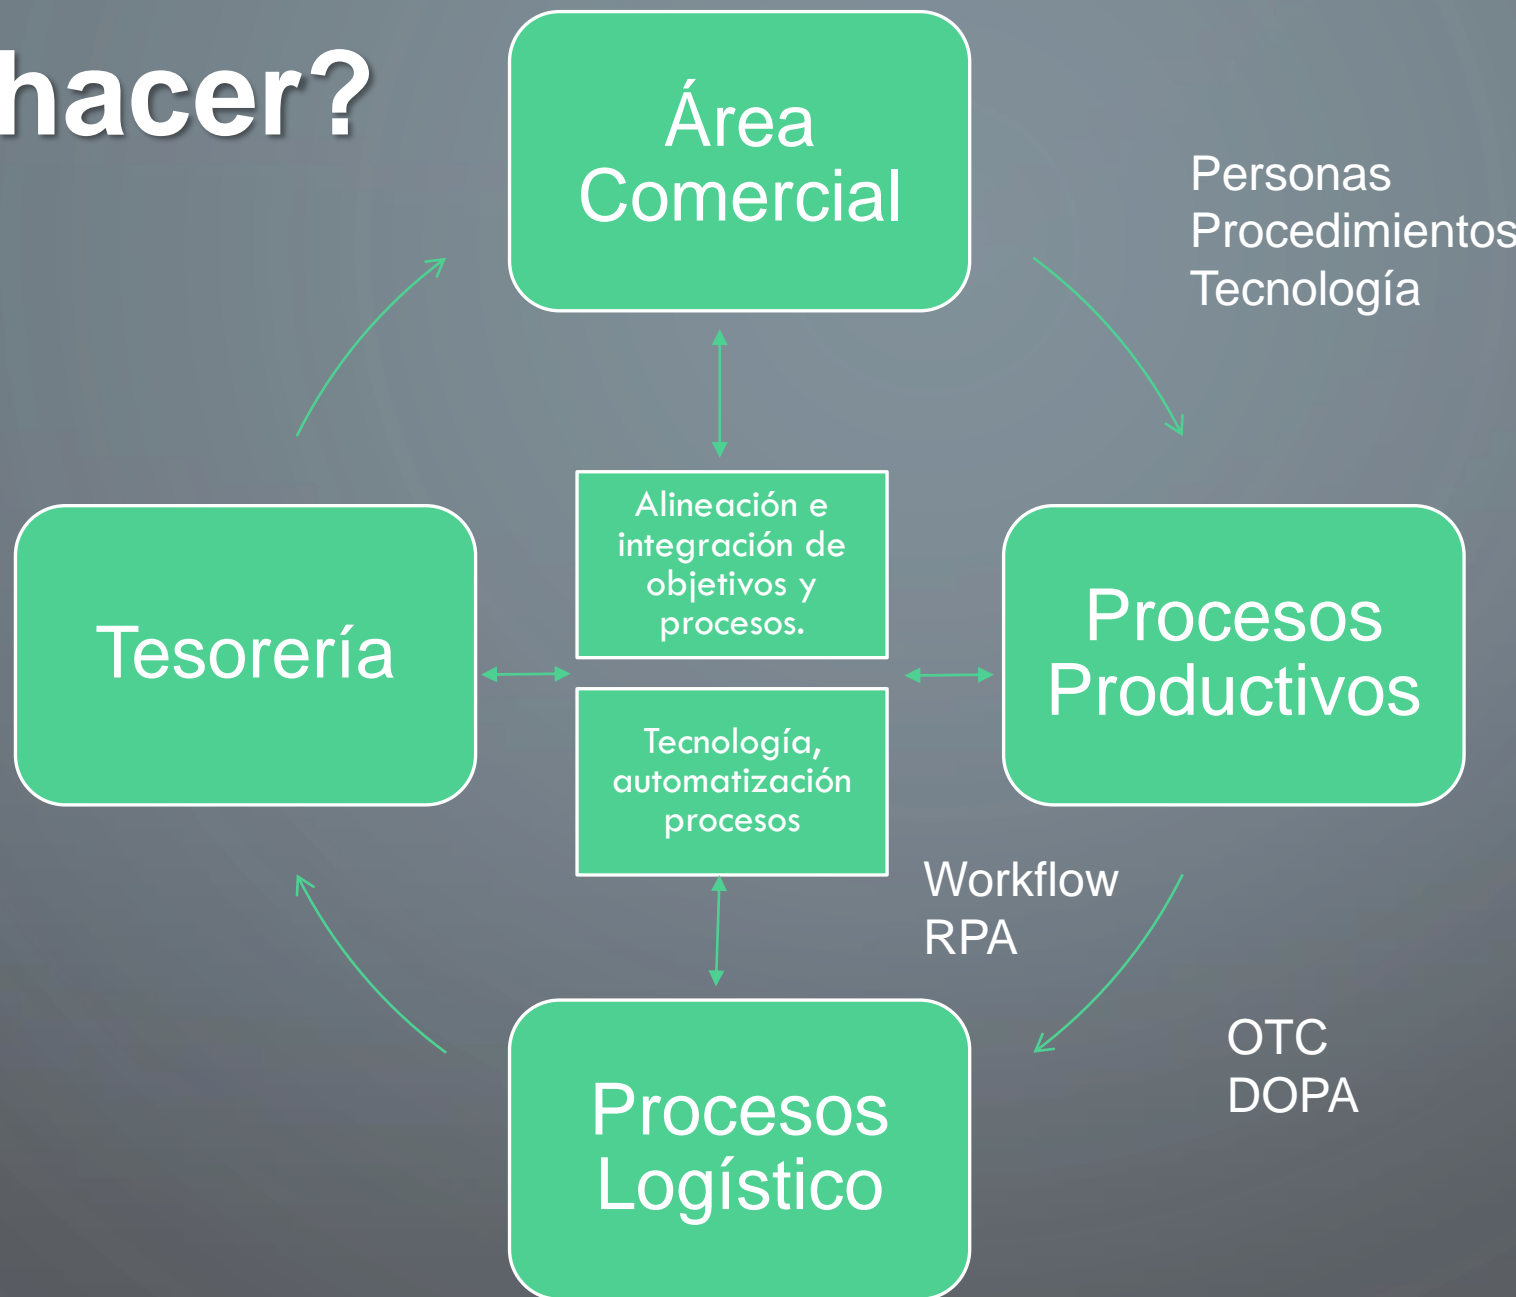 hacer?
Área
Comercial
Personas
Procedimientos
Tecnología
Alineación e
integración de
objetivos y
procesos.
Tesorería
Procesos
Productivos
Tecnología,
automatización
procesos
Workflow
RPA
OTC
DOPA
Procesos
Logístico